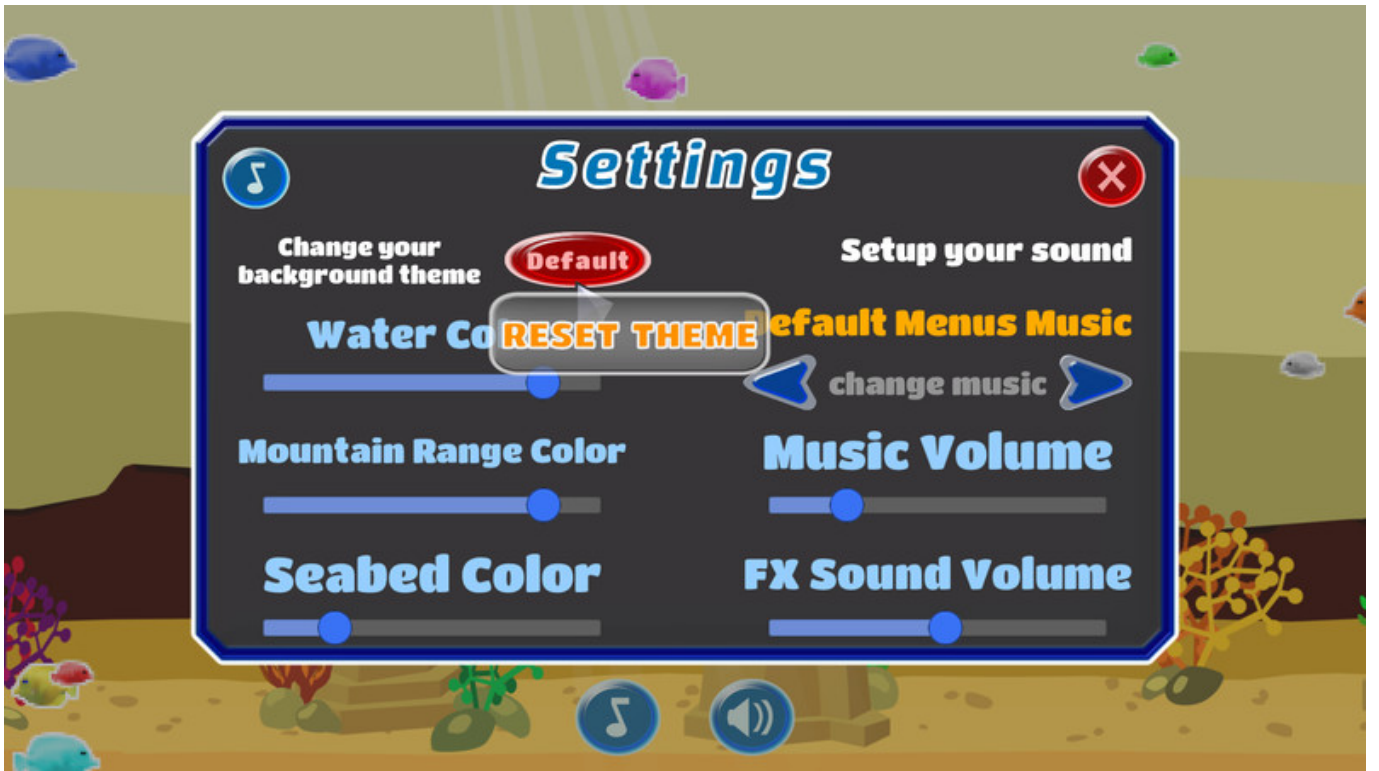 Settings
Change your
background theme
Default
Setup your sound
RESET THEME
Water Co
efault Menus Music
change music
Mountain Range Color
Music Volume
Seabed Color
FX Sound Volume